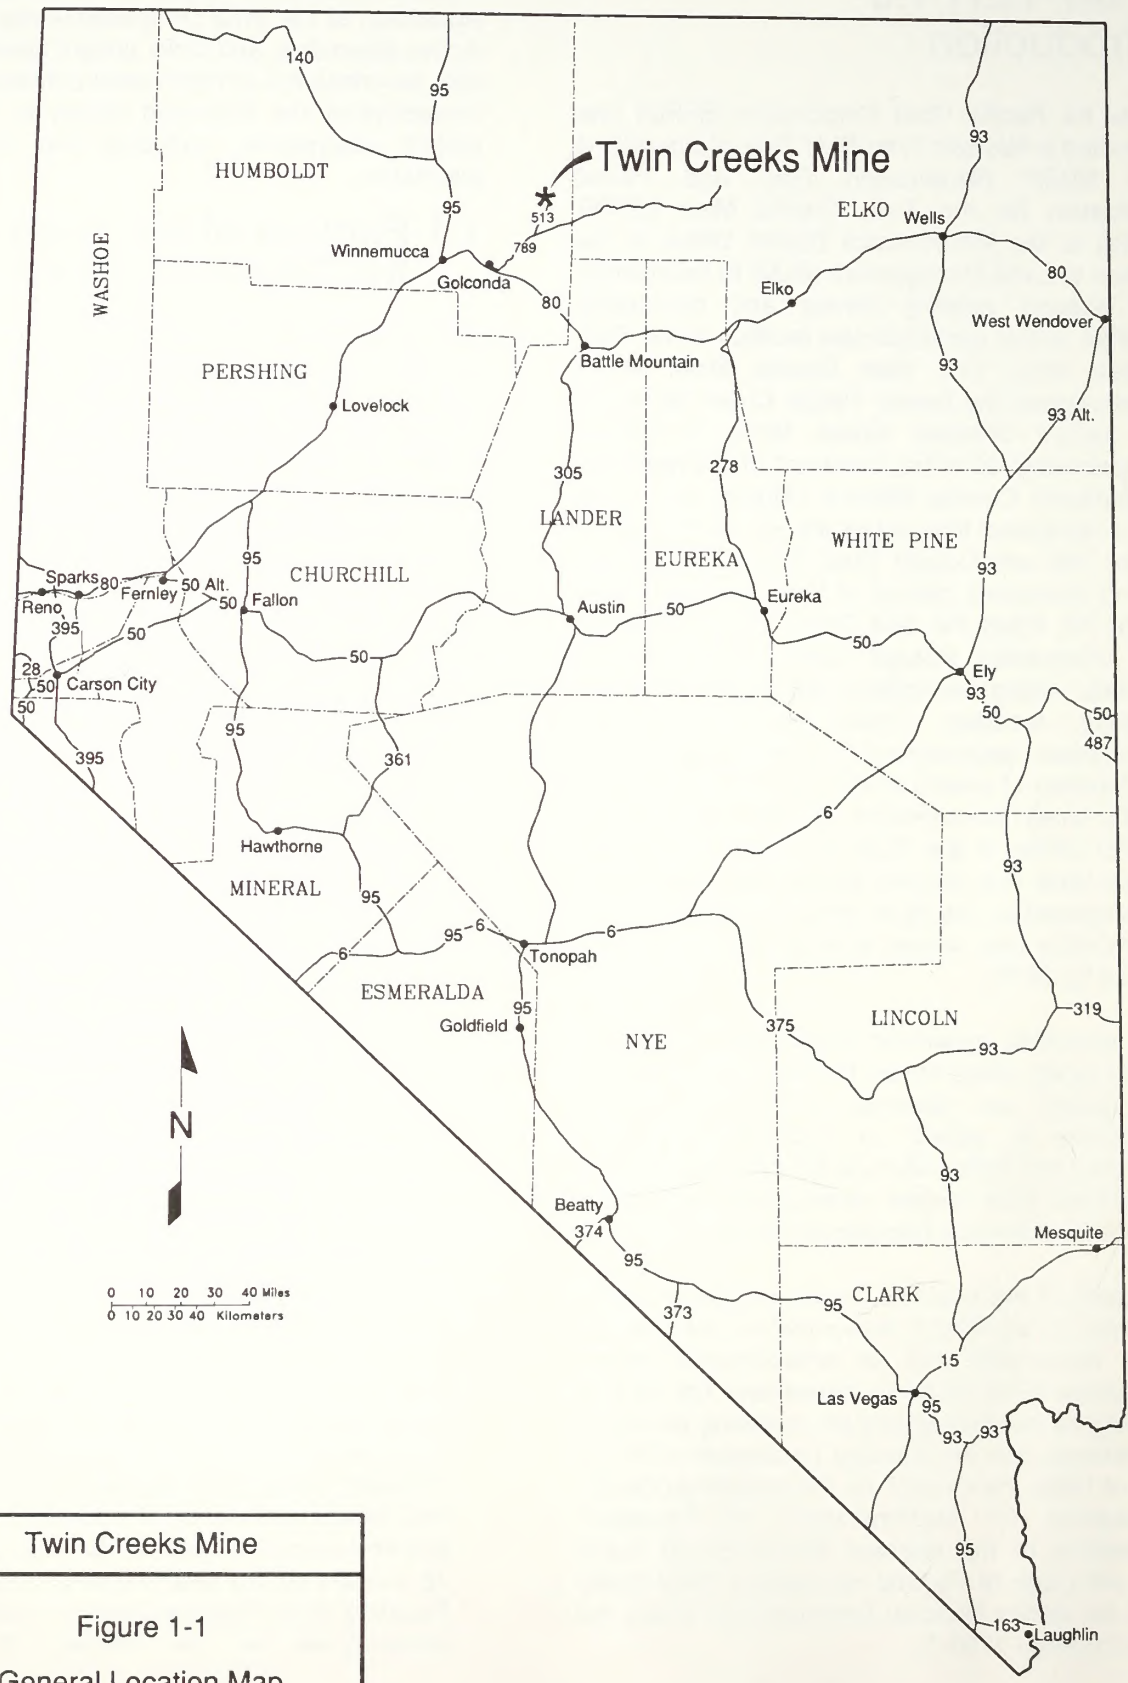 140
95
93
HUMBOLDT
Twin Creeks Mine
ELKO
WASHOE
95
513
Wells
Winnemucca
789
Golconda
80
Elko
80
West Wendover
PERSHING
Battle Mountain
93
Lovelock
93 Alt.
305
278
LANDER
WHITE PINE
95
EUREKA
93
CHURCHILL
Sparks
80
Fernley
50 Alt.
Reno
50
Fallon
Austin
50
Eureka
395
50
50
50
28
50
Carson City
Ely
93
50
50
50
487
95
395
361
6
Hawthorne
93
MINERAL
95
95
6
6
6
Tonopah
ESMERALDA
95
Goldfield
NYE
375
LINCOLN
319
93
N
93
Beatty
374
Mesquite
95
0 10 20 30 40 Miles
0 10 20 30 40 Kilometers
373
95
CLARK
15
Las Vegas
95
93
93
95
163
Laughlin
Twin Creeks Mine
Figure 1-1
General Location Map